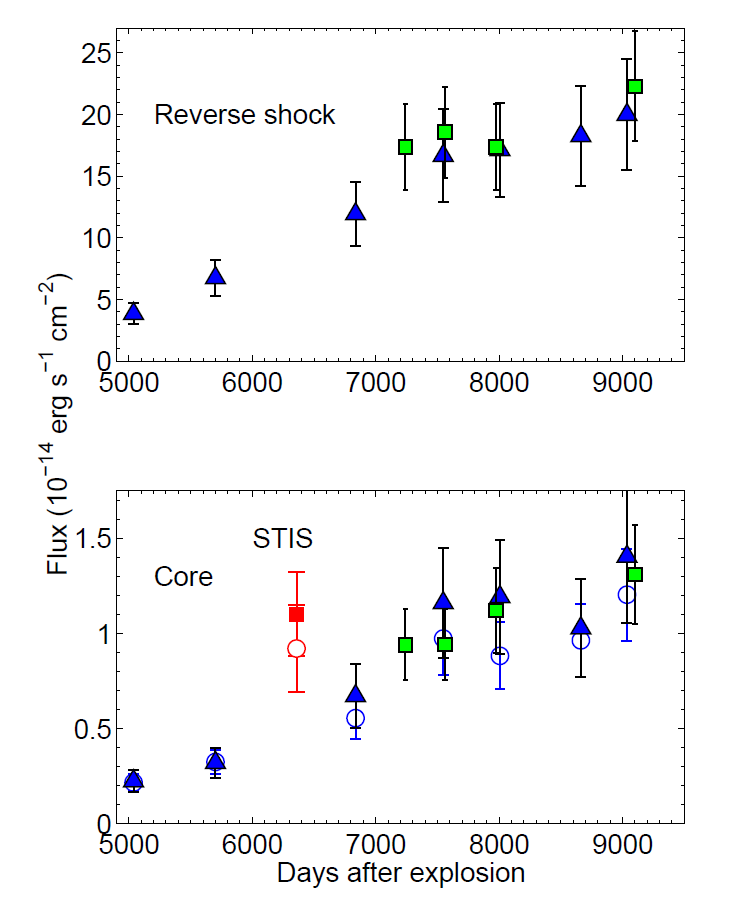 25
20
15
10
5
0
Reverse shock
5000 6000 7000 8000 9000
Flux (10−14 erg s−1 cm−2)
STIS
Core
1.5
1
0.5
0
5000 6000 7000 8000 9000
Days after explosion